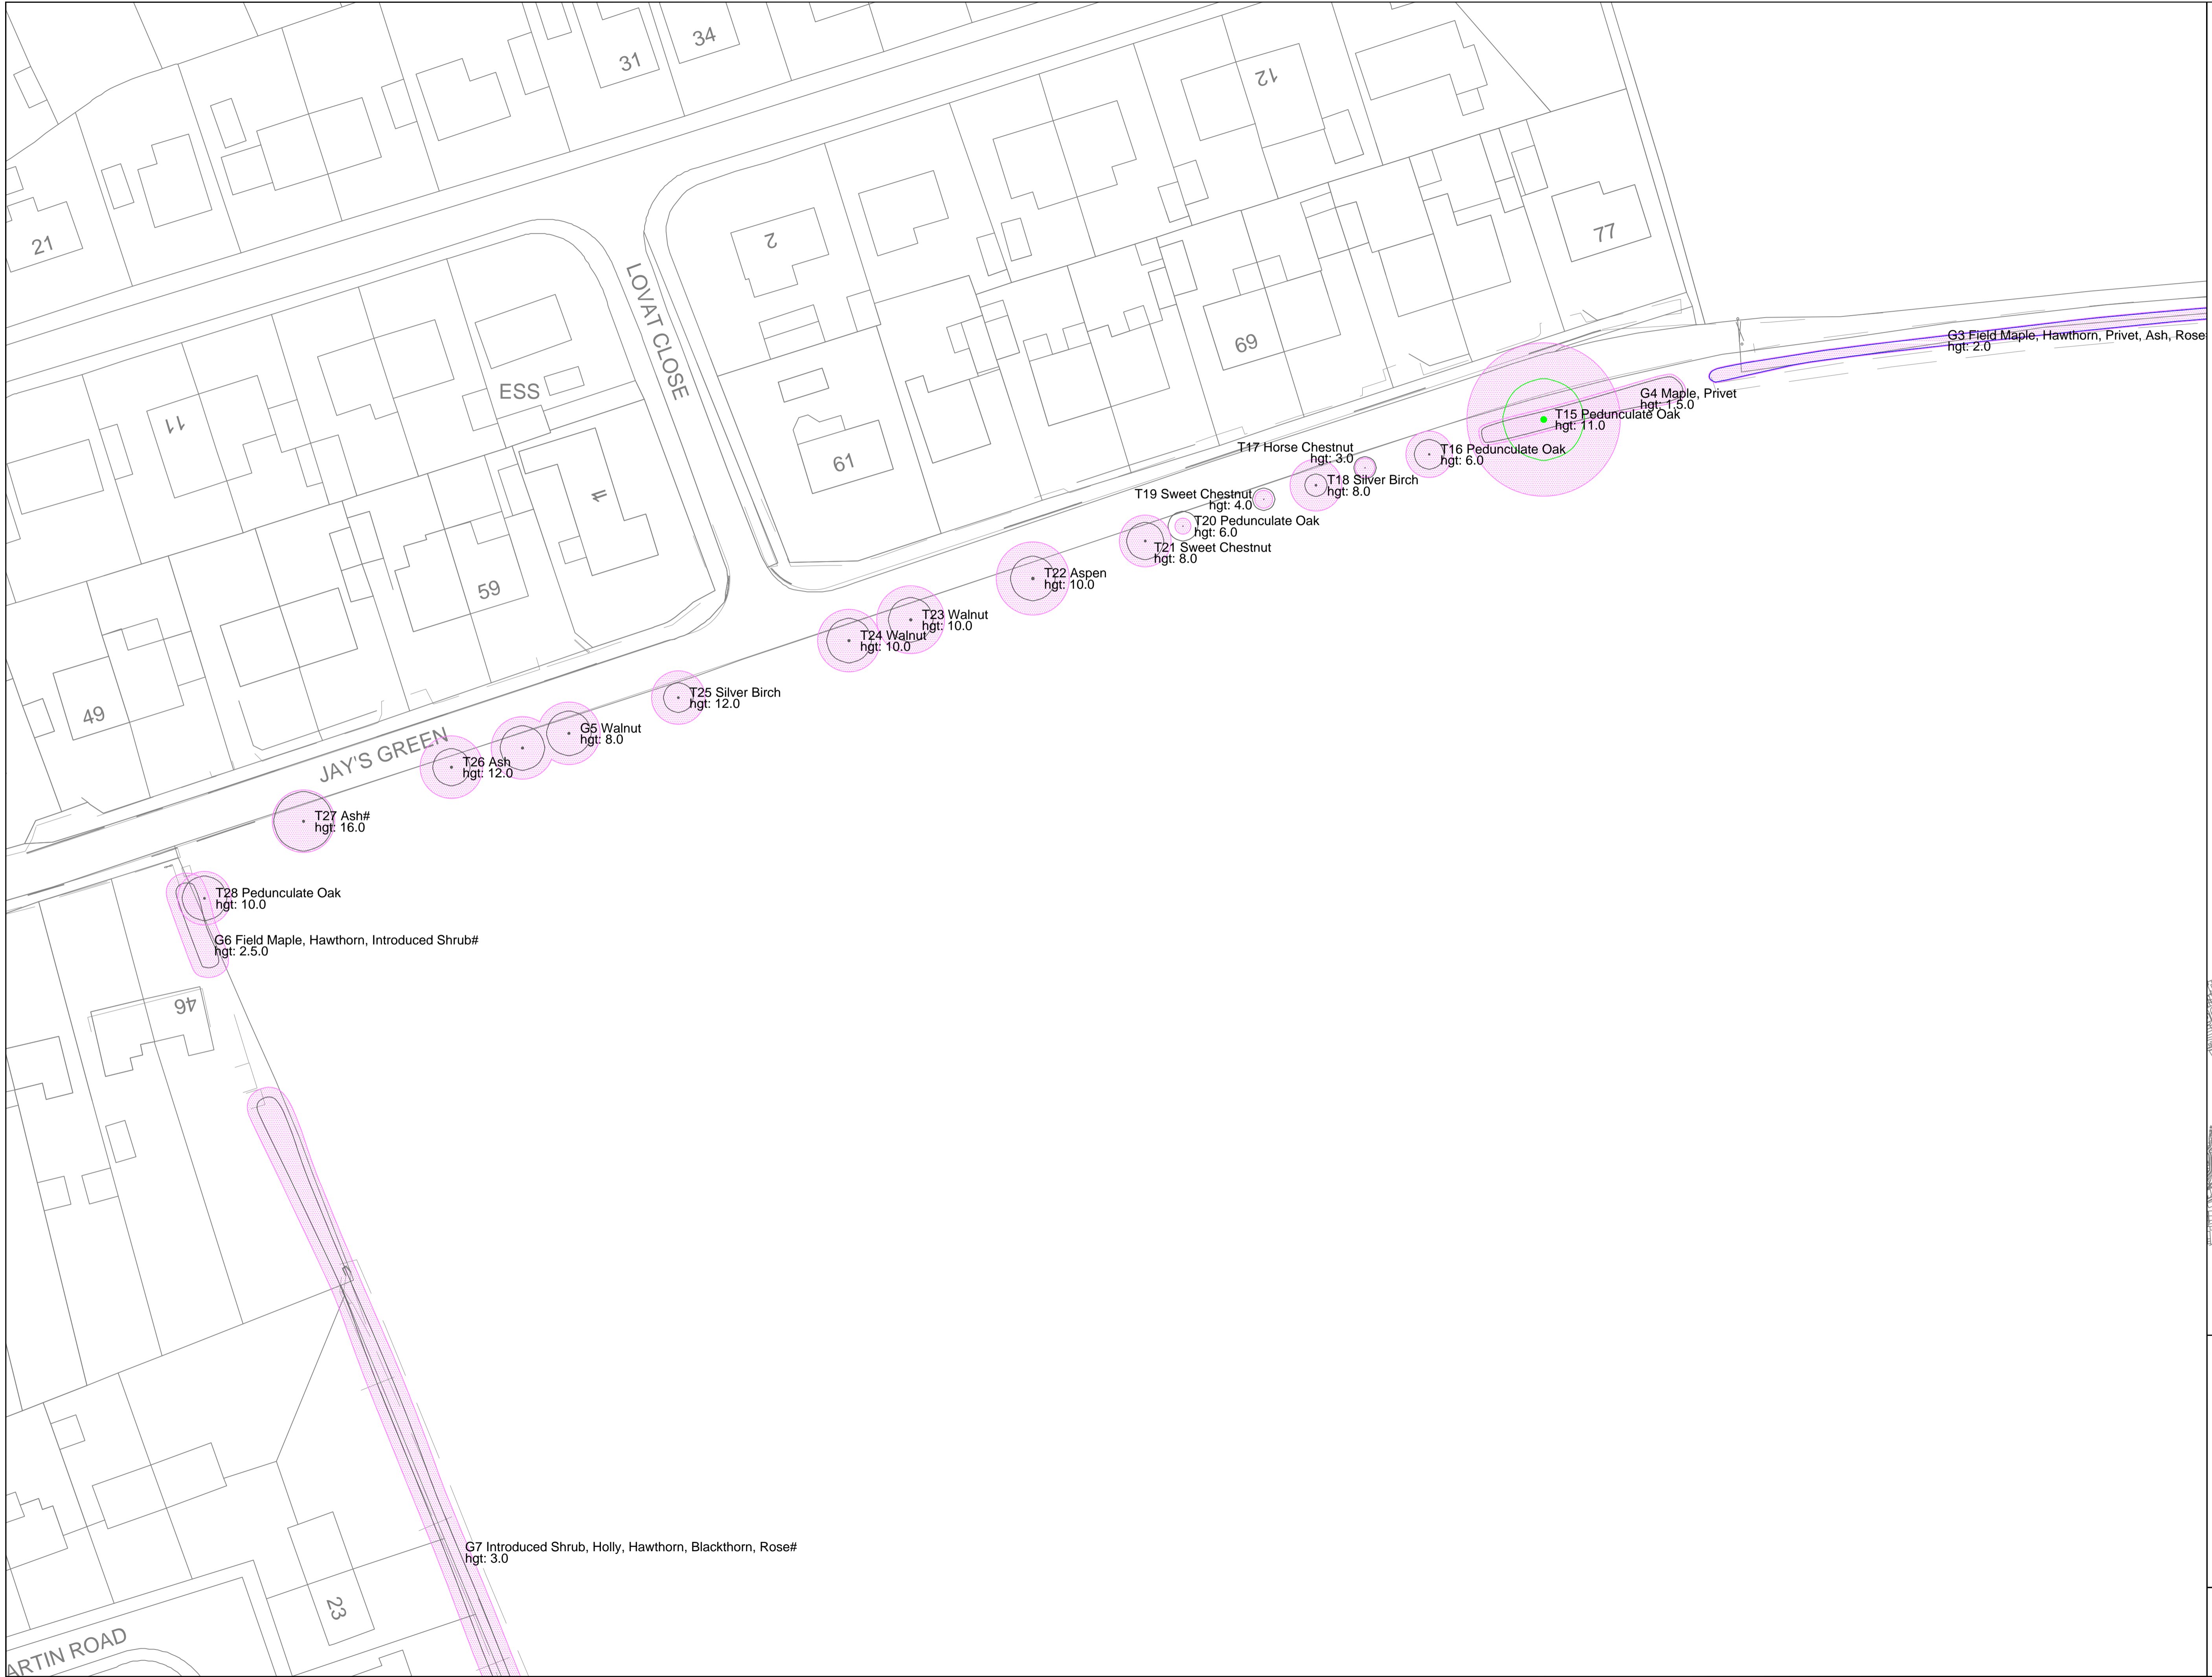 34
31
12
21
2
77
LOVAT CLOSE
G3 Field Maple, Hawthorn, Privet, Ash, Rose
hgt: 2.0
69
ESS
G4 Maple, Privet
hgt: 1.5.0
T15 Pedunculate Oak
hgt: 11.0
11
T17 Horse Chestnut
hgt: 3.0
T16 Pedunculate Oak
hgt: 6.0
61
T18 Silver Birch
hgt: 8.0
T19 Sweet Chestnut
hgt: 4.0
T20 Pedunculate Oak
hgt: 6.0
T21 Sweet Chestnut
hgt: 8.0
T22 Aspen
hgt: 10.0
59
T23 Walnut
hgt: 10.0
T24 Walnut
hgt: 10.0
T25 Silver Birch
hgt: 12.0
49
G5 Walnut
hgt: 8.0
JAY'S GREEN
T26 Ash
hgt: 12.0
T27 Ash#
hgt: 16.0
T28 Pedunculate Oak
hgt: 10.0
G6 Field Maple, Hawthorn, Introduced Shrub#
hgt: 2.5.0
46
G7 Introduced Shrub, Holly, Hawthorn, Blackthorn, Rose#
hgt: 3.0
23
ARTIN ROAD